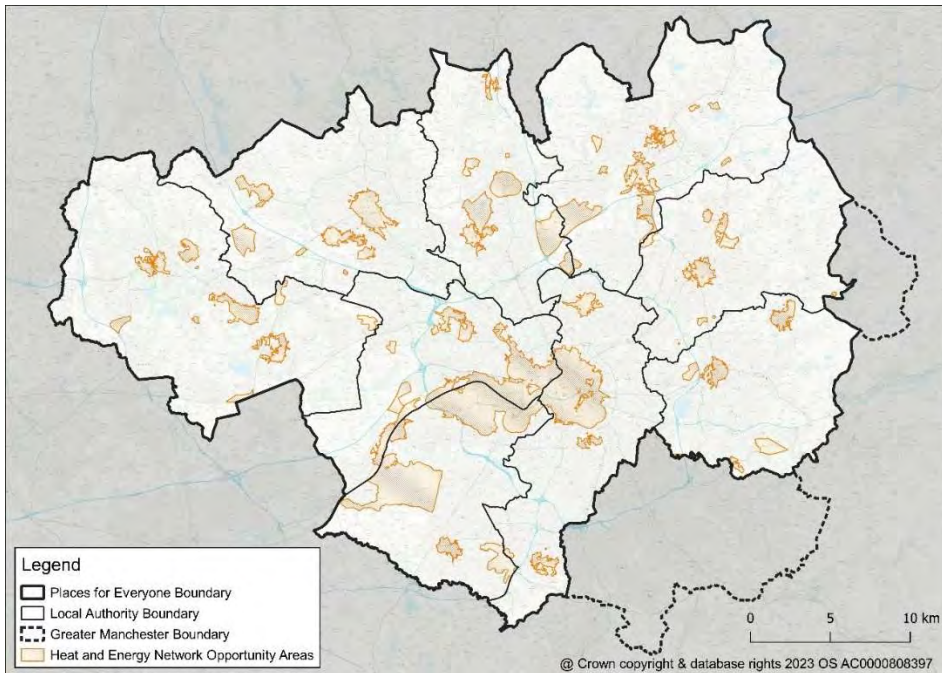 Legend
Places for Everyone Boundary
Local Authority Boundary
Greater Manchester Boundary
Heat and Energy Network Opportunity Areas
0 5 10 km
@ Crown copyright & database rights 2023 OS AC0000808397